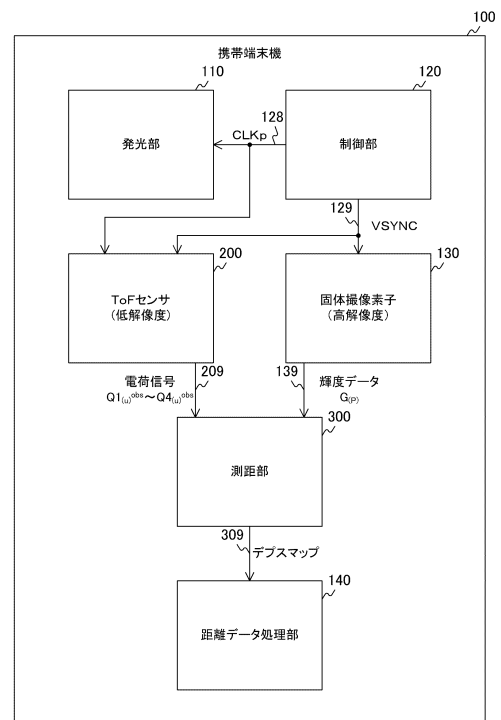 100
携帯端末機
110
120
発光部
CLKp
128
制御部
129
VSYNC
200
130
ToFセンサ
(低解像度)
固体撮像素子
(高解像度)
電荷信号
Q1(u)obs～Q4(u)obs
209
139
輝度データ
G(P)
300
測距部
309
デプスマップ
140
距離データ処理部